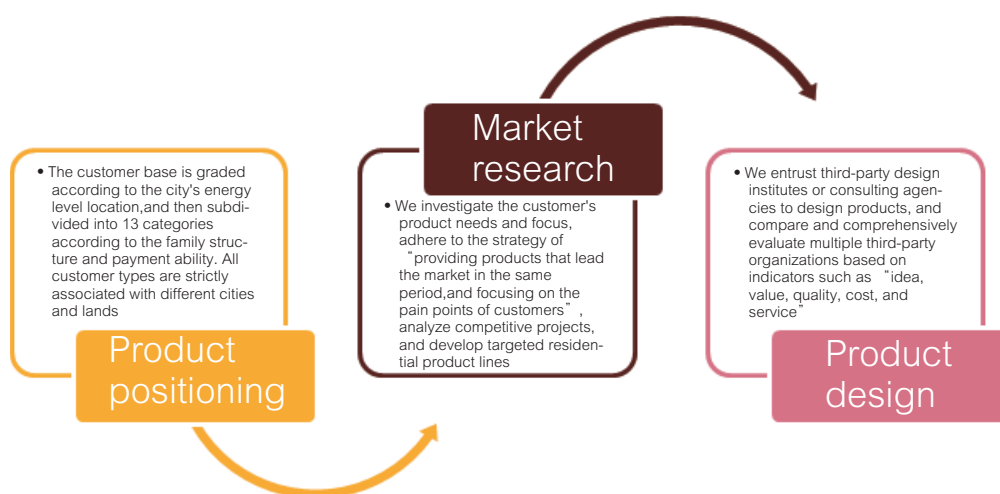 • The customer base is graded
according to the city's energy
level location,and then subdi-
vided into 13 categories
according to the family struc-
ture and payment ability. All
customer types are strictly
associated with different cities
and lands
Product
positioning
Market
research
• We investigate the customer's
product needs and focus,
adhere to the strategy of
“providing products that lead
the market in the same
period,and focusing on the
pain points of customers”,
analyze competitive projects,
and develop targeted residen-
tial product lines
• We entrust third-party design
institutes or consulting agen-
cies to design products, and
compare and comprehensively
evaluate multiple third-party
organizations based on
indicators such as “idea,
value, quality, cost, and
service”
Product
design